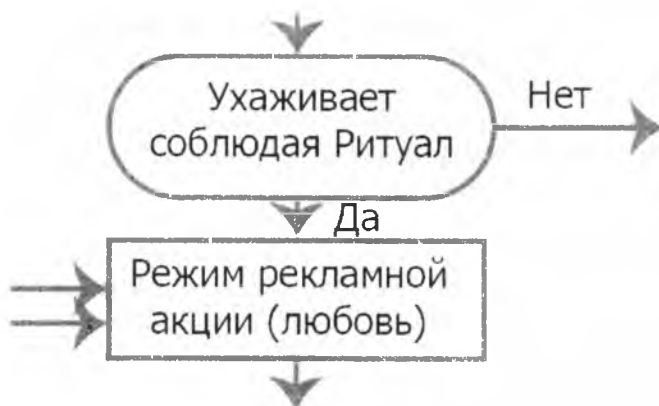 Ухаживает
соблюдая Ритуал
Нет
Да
Режим рекламной
акции (любовь)